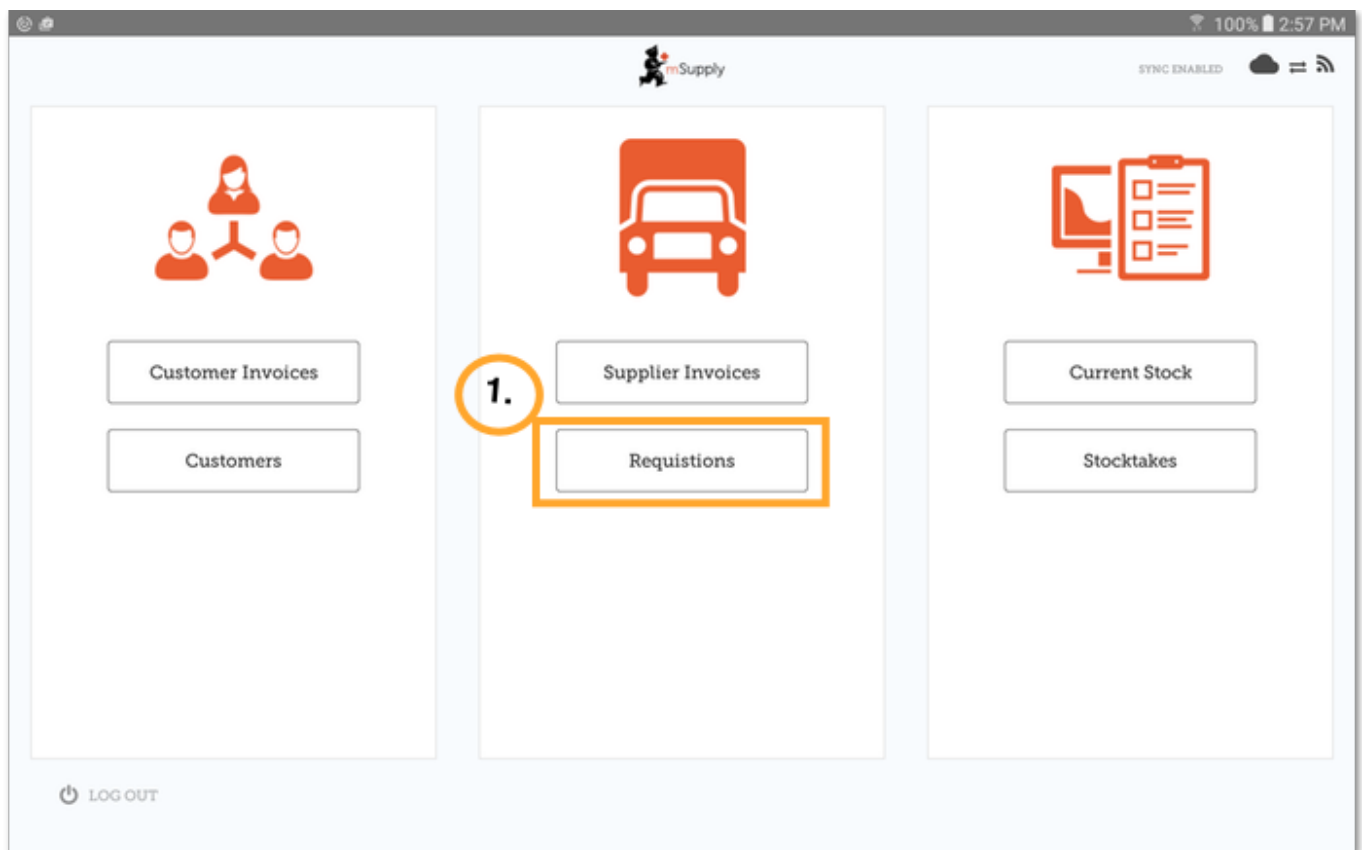 100% 2:57 PM
mSupply
SYNC ENABLED
Customer Invoices
Customers
1.
Supplier Invoices
Requistions
Current Stock
Stocktakes
LOG OUT